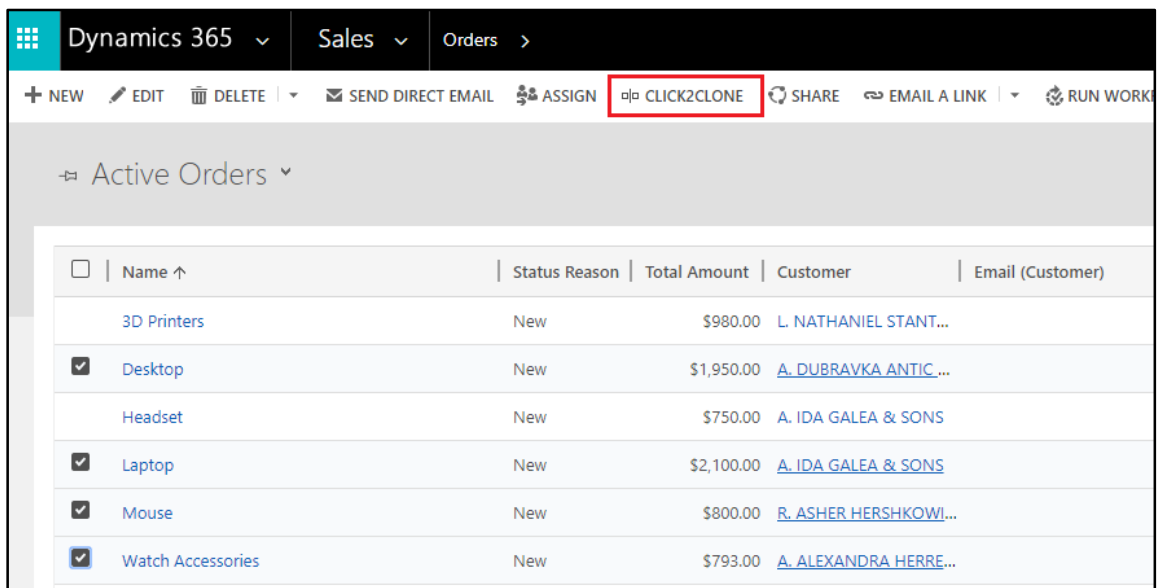 Dynamics 365 Sales Orders
NEW EDIT DELETE SEND DIRECT EMAIL ASSIGN CLICK2CLONE SHARE EMAIL A LINK RUN WORK
Active Orders
Name Status Reason Total Amount Customer Email (Customer)
3D Printers New $980.00 L. NATHANIEL STANT...
Desktop New $1,950.00 A. DUBRAVKA ANTIC ...
Headset New $750.00 A. IDA GALEA & SONS
Laptop New $2,100.00 A. IDA GALEA & SONS
Mouse New $800.00 R. ASHER HERSHKOWI...
Watch Accessories New $793.00 A. ALEXANDRA HERRE...